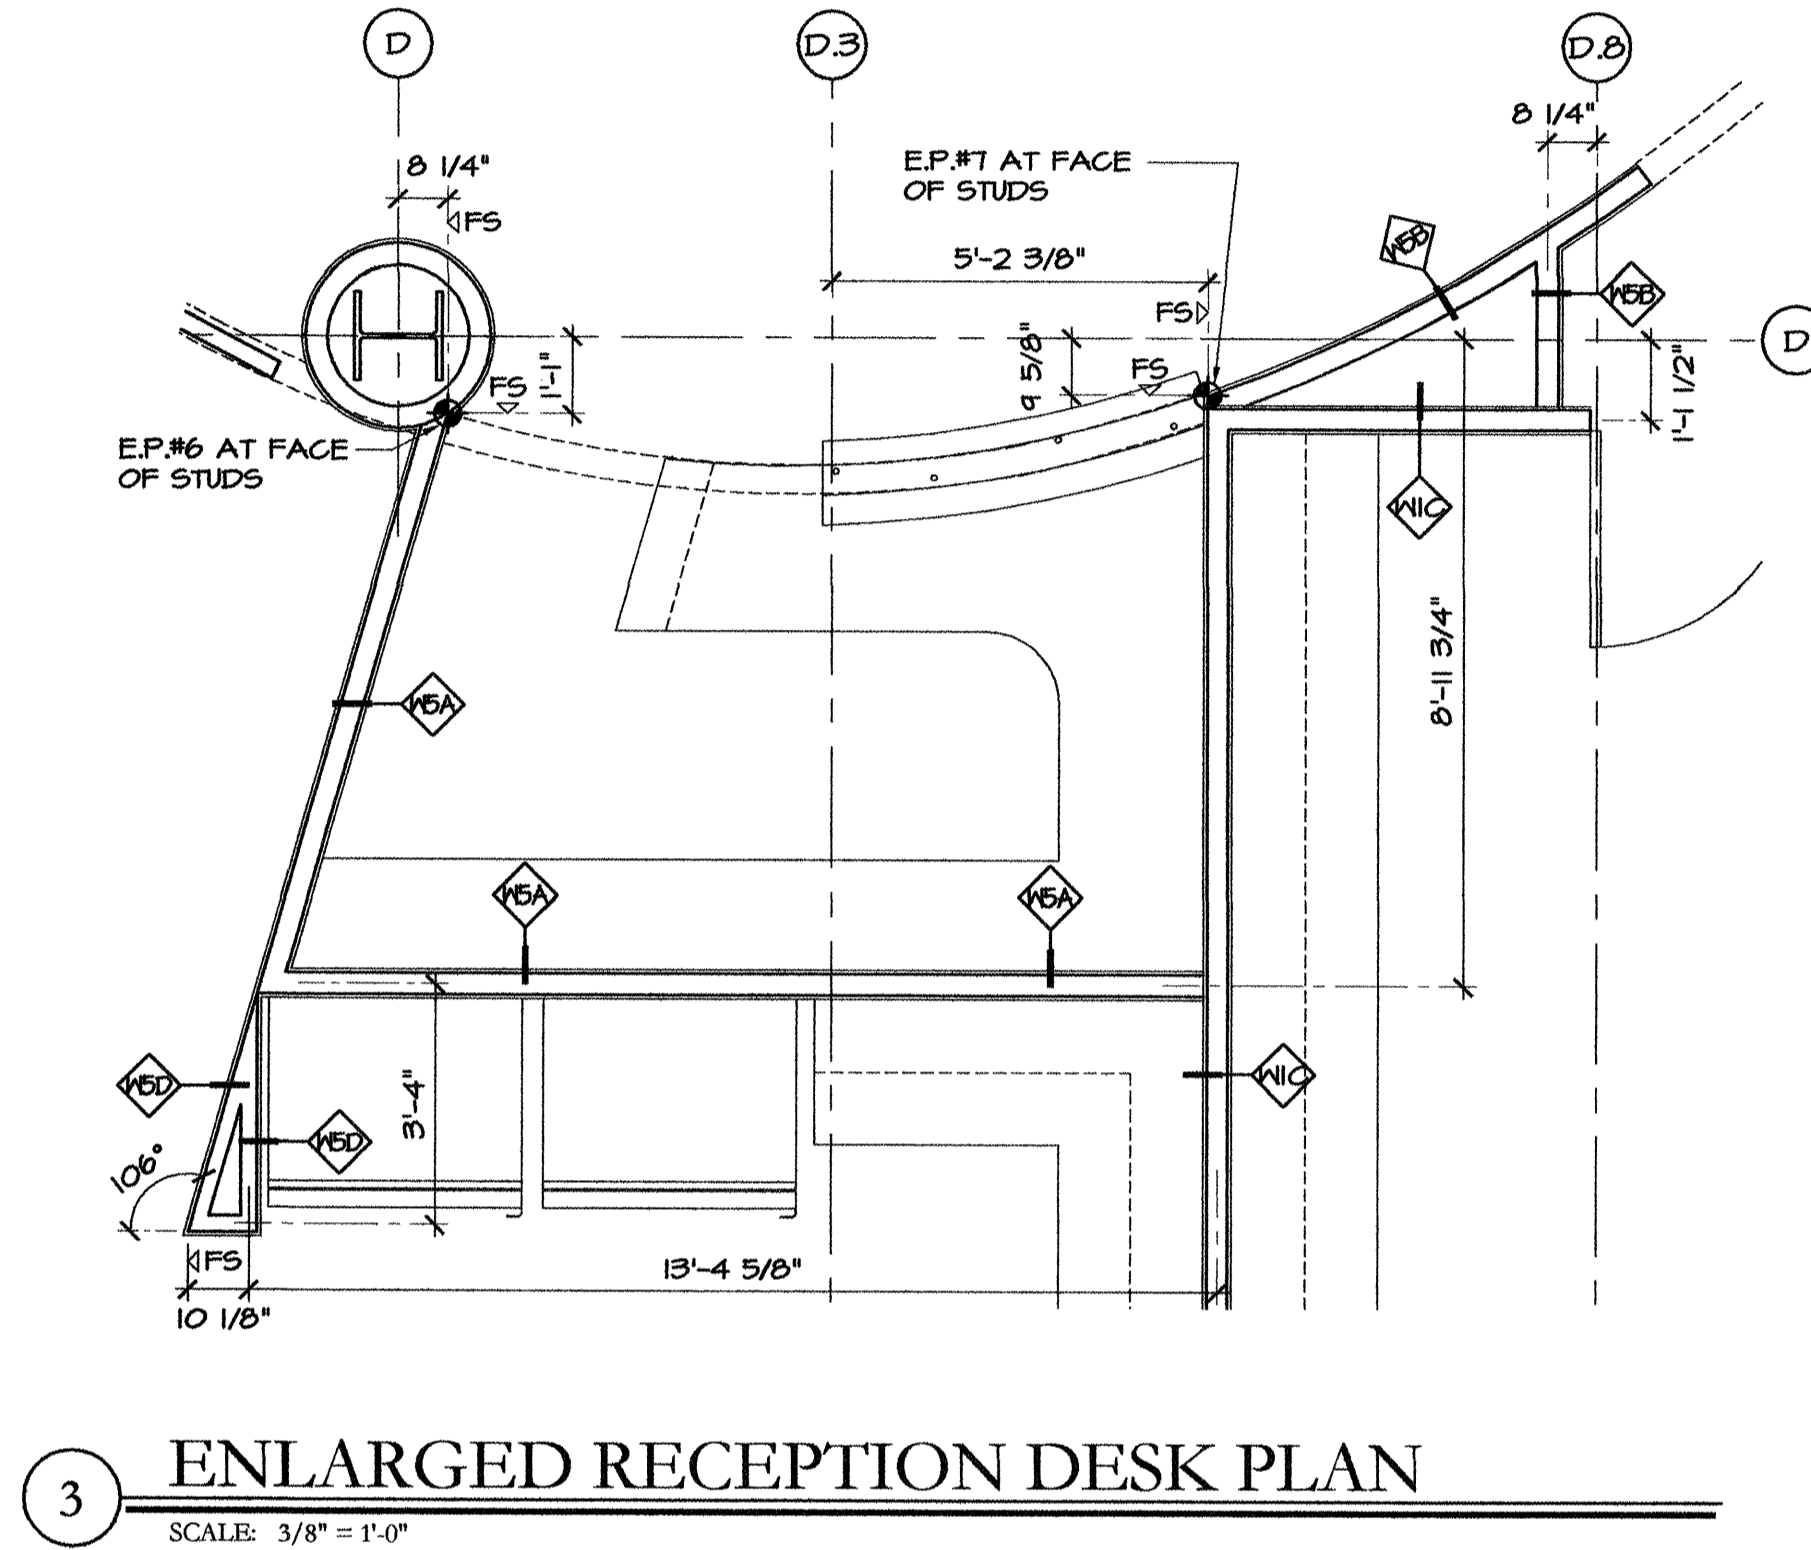 D
D.3
D.8
8 1/4"
8 1/4"
E.P.#7 AT FACE
OF STUDS
FS
W5B
5'-2 3/8"
W5B
FS
D
9 5/8"
1'-1"
FS
FS
1'-1 1/2"
E.P.#6 AT FACE
OF STUDS
W1C
8'-11 3/4"
W5A
W5A
W5A
W5D
3'-4"
W1C
W5D
106°
FS
13'-4 5/8"
10 1/8"
3
ENLARGED RECEPTION DESK PLAN
SCALE: 3/8" = 1'-0"